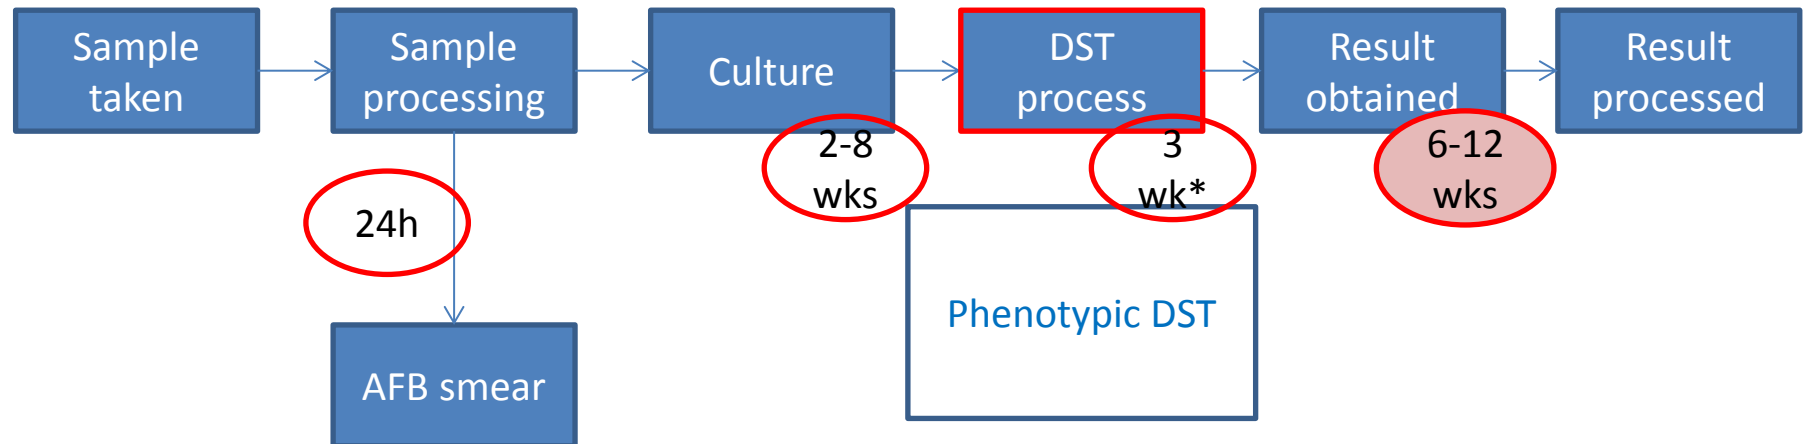 Sample
taken
Sample
processing
Culture
DST
process
Result
obtained
Result
processed
2-8
wks
3
wk*
6-12
wks
24h
Phenotypic DST
AFB smear